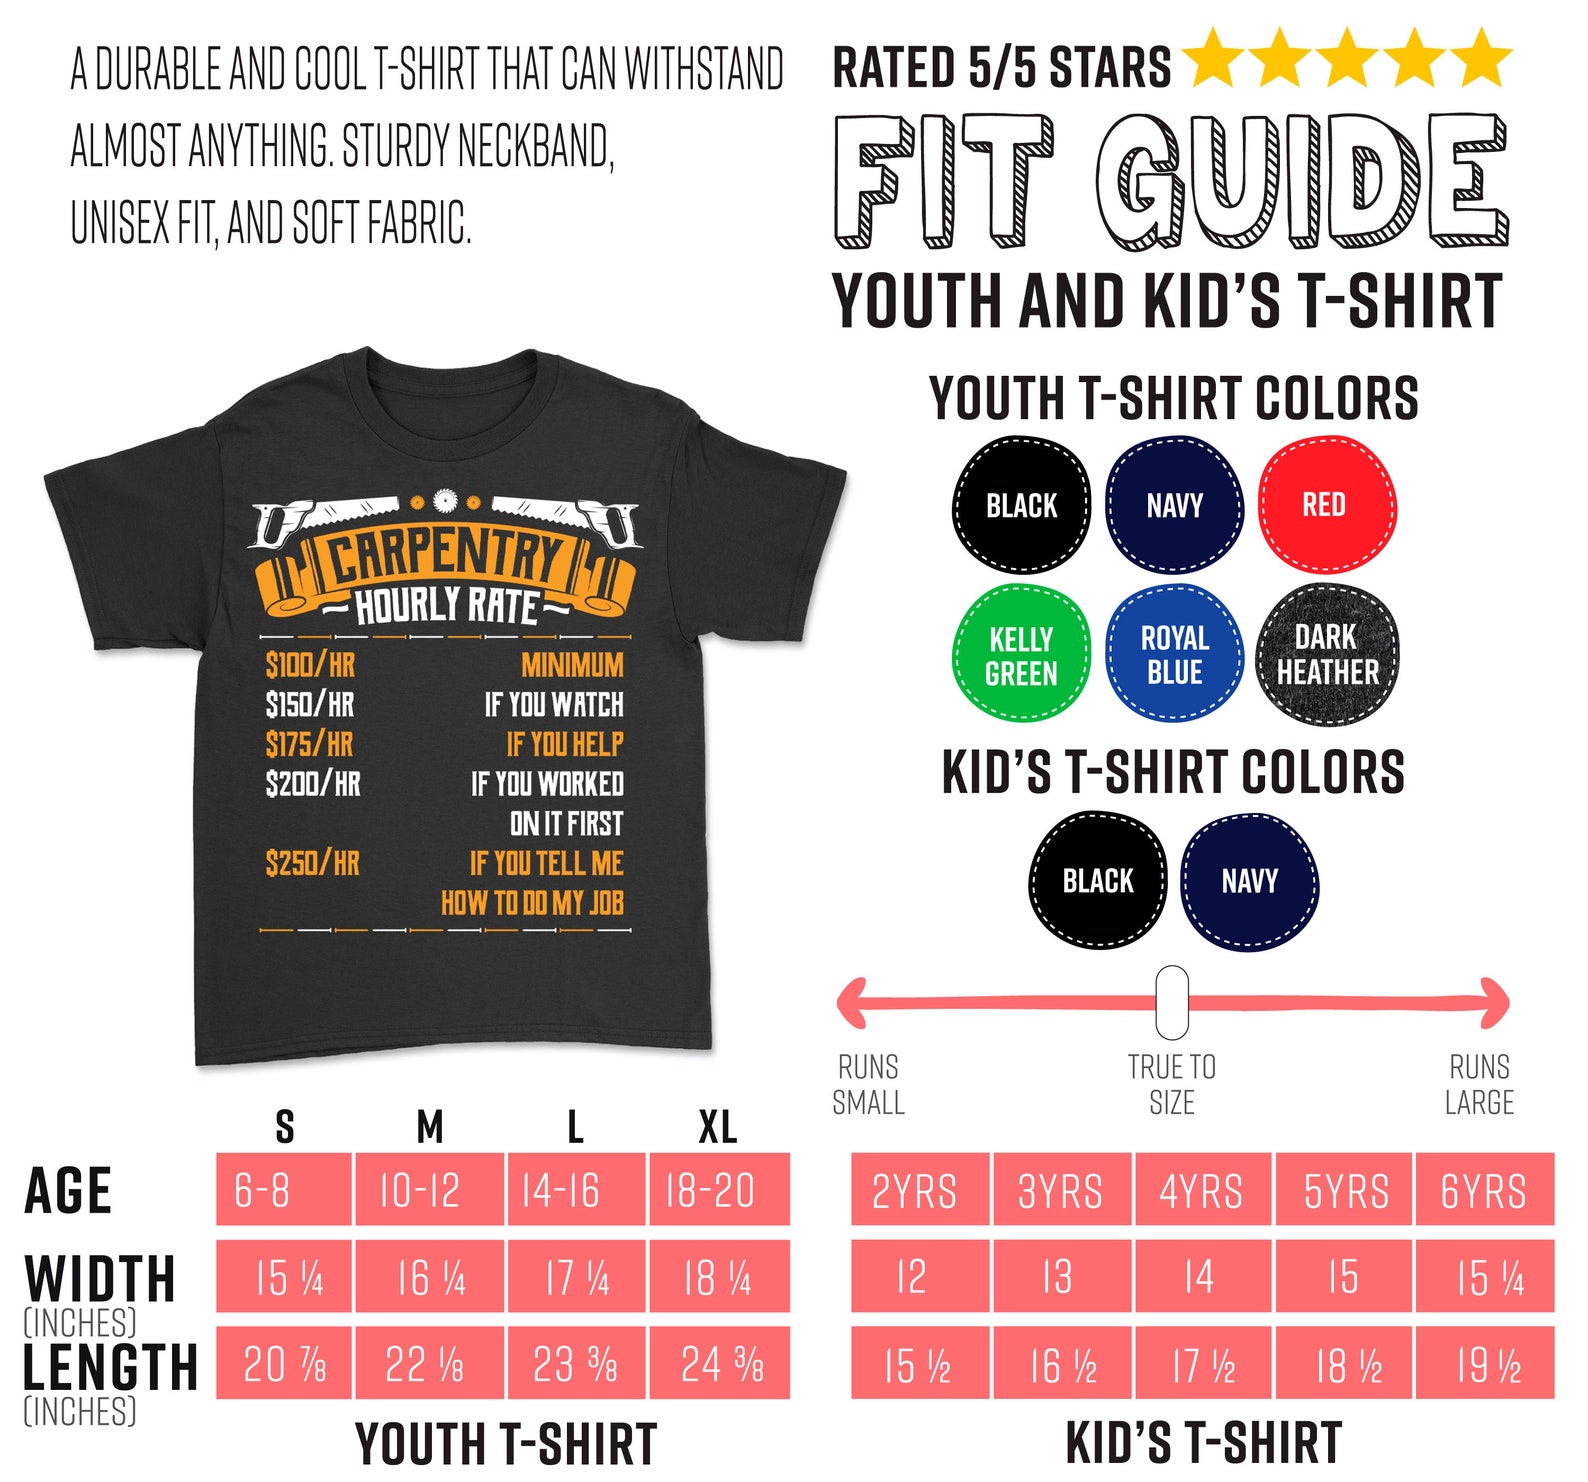 A DURABLE AND COOL T-SHIRT THAT CAN WITHSTAND
ALMOST ANYTHING. STURDY NECKBAND,
UNISEX FIT, AND SOFT FABRIC.
RATED 5/5 STARS
FIT GUIDE
YOUTH AND KID'S T-SHIRT
CARPENTRY
~HOURLY RATE~
$100/HR MINIMUM
$150/HR IF YOU WATCH
$175/HR IF YOU HELP
$200/HR IF YOU WORKED
ON IT FIRST
$250/HR IF YOU TELL ME
HOW TO DO MY JOB
YOUTH T-SHIRT COLORS
BLACK NAVY RED
KELLY
GREEN
ROYAL
BLUE
DARK
HEATHER
KID'S T-SHIRT COLORS
BLACK NAVY
RUNS
SMALL
TRUE TO
SIZE
RUNS
LARGE
S M L XL
AGE 6-8 10-12 14-16 18-20
WIDTH 15 ¼ 16 ¼ 17 ¼ 18 ¼
(INCHES)
LENGTH 20 ⅞ 22 ⅛ 23 ⅜ 24 ⅜
(INCHES)
YOUTH T-SHIRT
2YRS 3YRS 4YRS 5YRS 6YRS
12 13 14 15 15 ¼
15 ½ 16 ½ 17 ½ 18 ½ 19 ½
KID'S T-SHIRT